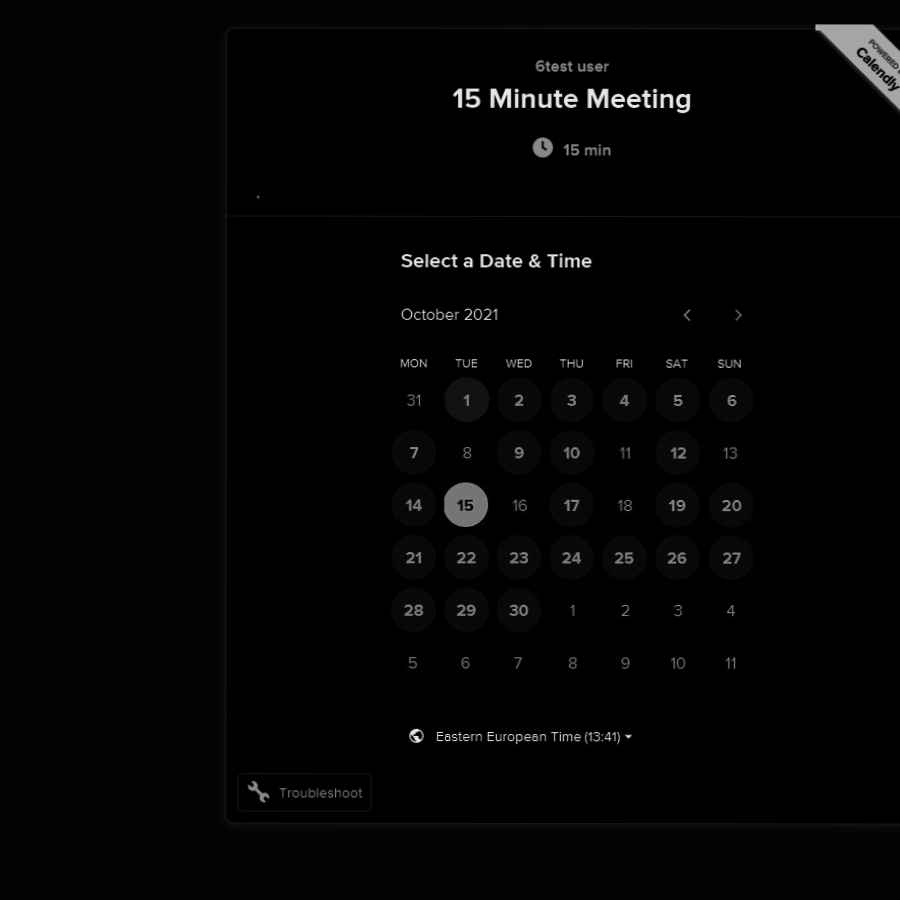 POWERED
Calendly
6test user
15 Minute Meeting
15 min
Select a Date & Time
October 2021
MON TUE WED THU FRI SAT SUN
31 1 2 3 4 5 6
7 8 9 10 11 12 13
14 15 16 17 18 19 20
21 22 23 24 25 26 27
28 29 30 1 2 3 4
5 6 7 8 9 10 11
Eastern European Time (13:41)
Troubleshoot